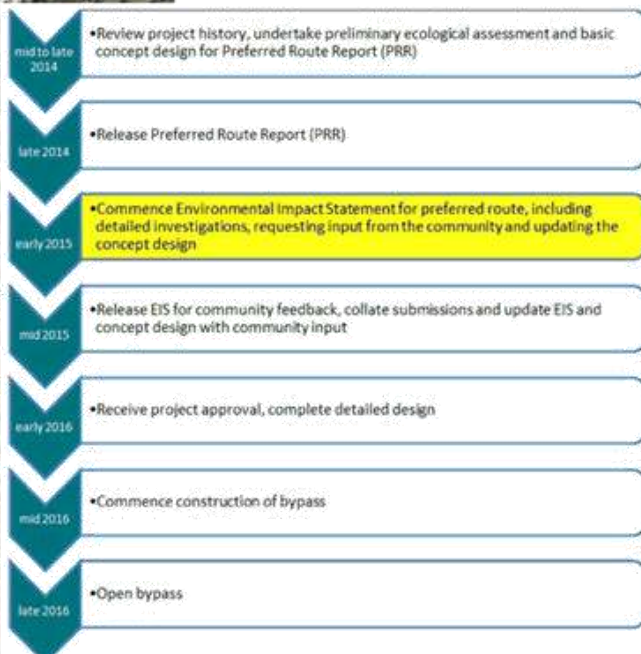 mid to late
2014
•Review project history, undertake preliminary ecological assessment and basic
concept design for Preferred Route Report (PRR)
late 2014
•Release Preferred Route Report (PRR)
early 2015
•Commence Environmental Impact Statement for preferred route, including
detailed investigations, requesting input from the community and updating the
concept design
mid 2015
•Release EIS for community feedback, collate submissions and update EIS and
concept design with community input
early 2016
•Receive project approval, complete detailed design
mid 2016
•Commence construction of bypass
late 2016
•Open bypass